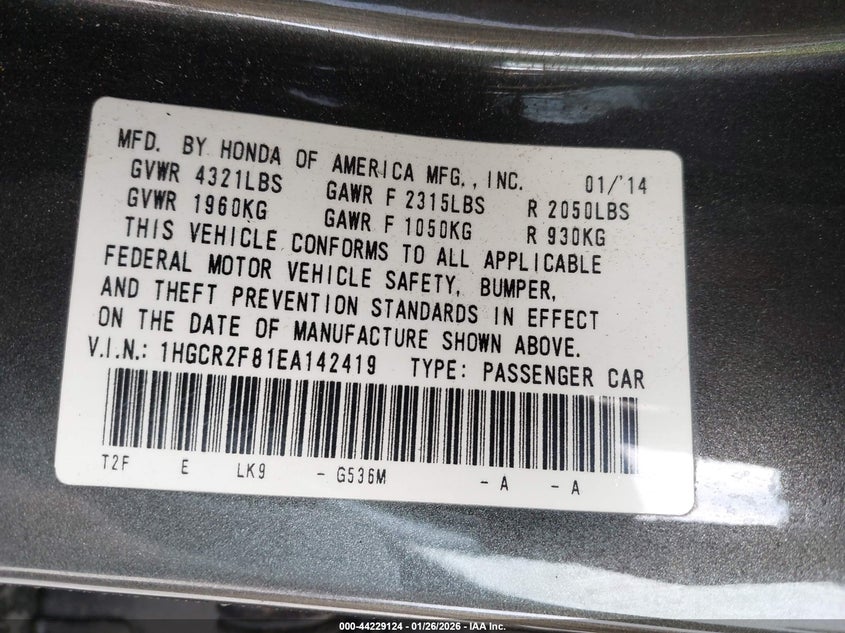 MFD. BY HONDA OF AMERICA MFG., INC. 01/'14
GVWR 4321LBS GAWR F 2315LBS R 2050LBS
GVWR 1960KG GAWR F 1050KG R 930KG
THIS VEHICLE CONFORMS TO ALL APPLICABLE
FEDERAL MOTOR VEHICLE SAFETY, BUMPER,
AND THEFT PREVENTION STANDARDS IN EFFECT
ON THE DATE OF MANUFACTURE SHOWN ABOVE.
V.I.N.: 1HGCR2F81EA142419 TYPE: PASSENGER CAR
T2F E LK9 - G536M - A - A
000-44229124 - 01/26/2026 - IAA Inc.